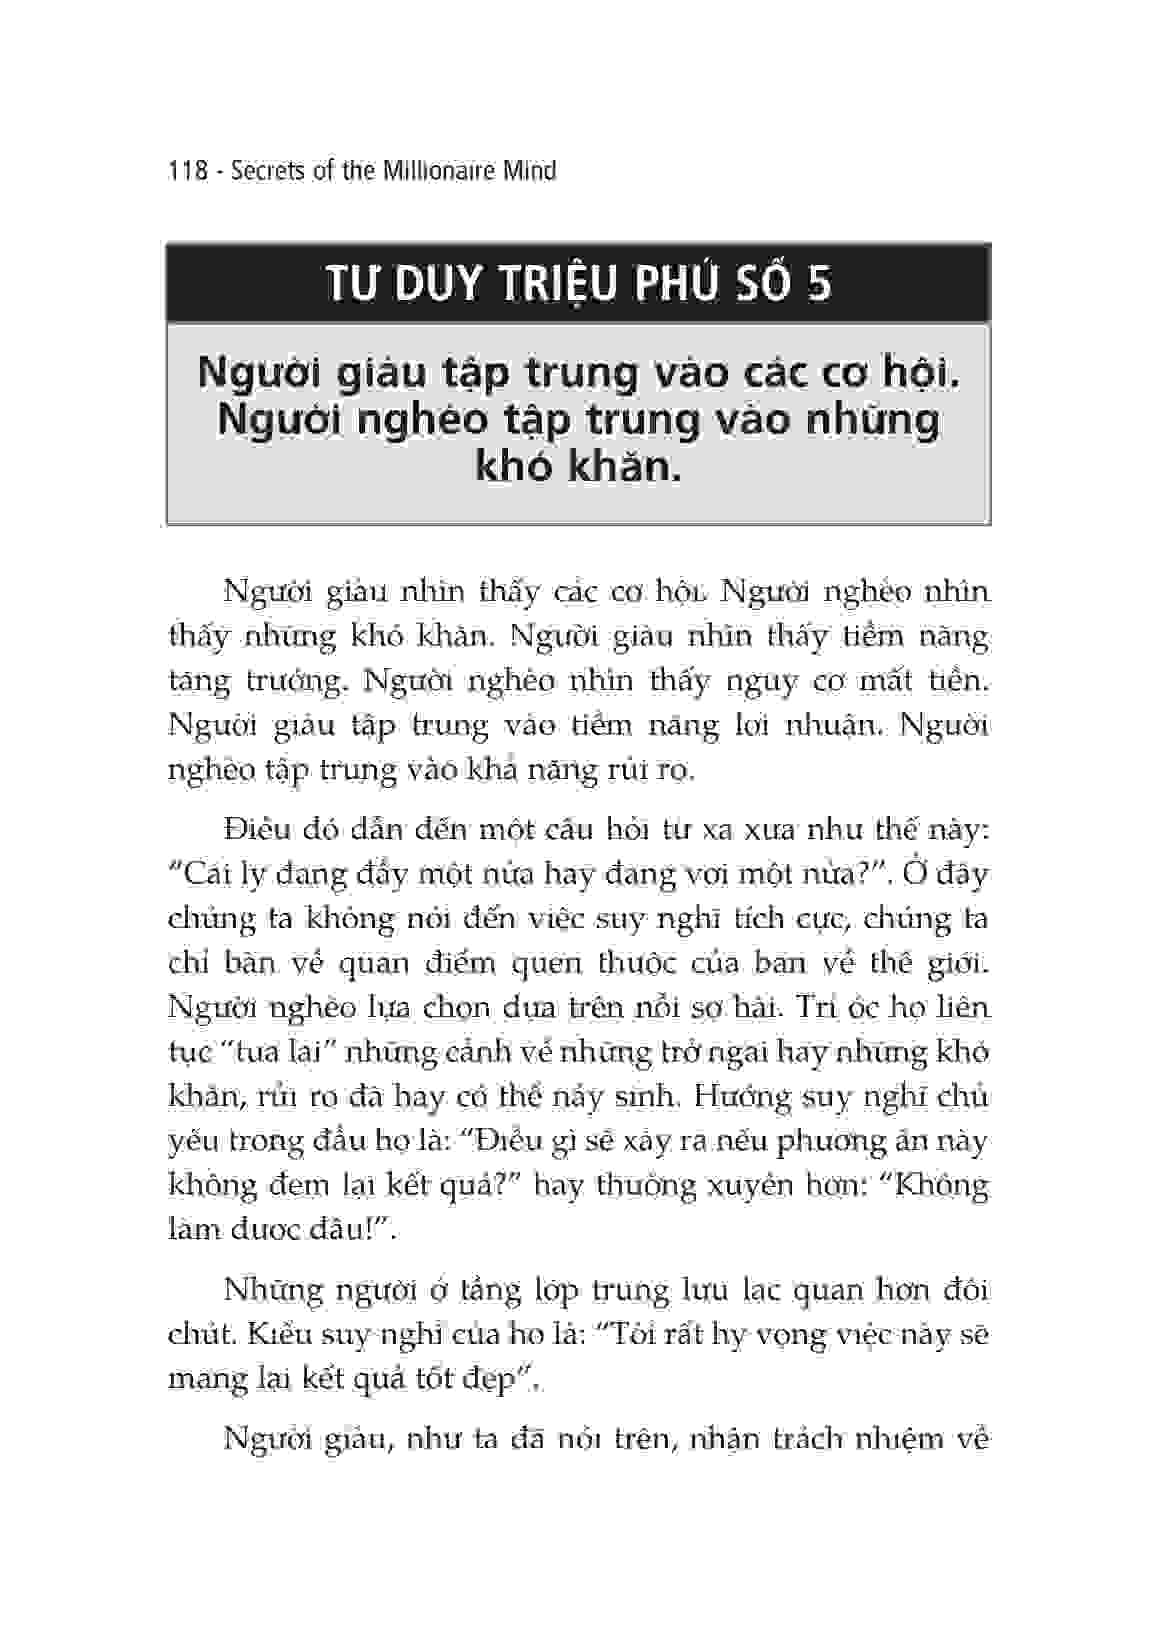 118 - Secrets of the Millionaire Mind
TƯ DUY TRIỆU PHÚ SỐ 5
Người giàu tập trung vào các cơ hội.
Người nghèo tập trung vào những
khó khăn.
Người giàu nhìn thấy các cơ hội. Người nghèo nhìn
thấy những khó khăn. Người giàu nhìn thấy tiềm năng
tăng trưởng. Người nghèo nhìn thấy nguy cơ mất tiền.
Người giàu tập trung vào tiềm năng lợi nhuận. Người
nghèo tập trung vào khả năng rủi ro.
Điều đó dẫn đến một câu hỏi từ xa xưa như thế này:
“Cái ly đang đầy một nửa hay đang vơi một nửa?”. Ở đây
chúng ta không nói đến việc suy nghĩ tích cực, chúng ta
chỉ bàn về quan điểm quen thuộc của bạn về thế giới.
Người nghèo lựa chọn dựa trên nỗi sợ hãi. Trí óc họ liên
tục “tua lại” những cảnh về những trở ngại hay những khó
khăn, rủi ro đã hay có thể nảy sinh. Hướng suy nghĩ chủ
yếu trong đầu họ là: “Điều gì sẽ xảy ra nếu phương án này
không đem lại kết quả?” hay thường xuyên hơn: “Không
làm được đâu!”.
Những người ở tầng lớp trung lưu lạc quan hơn đôi
chút. Kiểu suy nghĩ của họ là: “Tôi rất hy vọng việc này sẽ
mang lại kết quả tốt đẹp”.
Người giàu, như ta đã nói trên, nhận trách nhiệm về